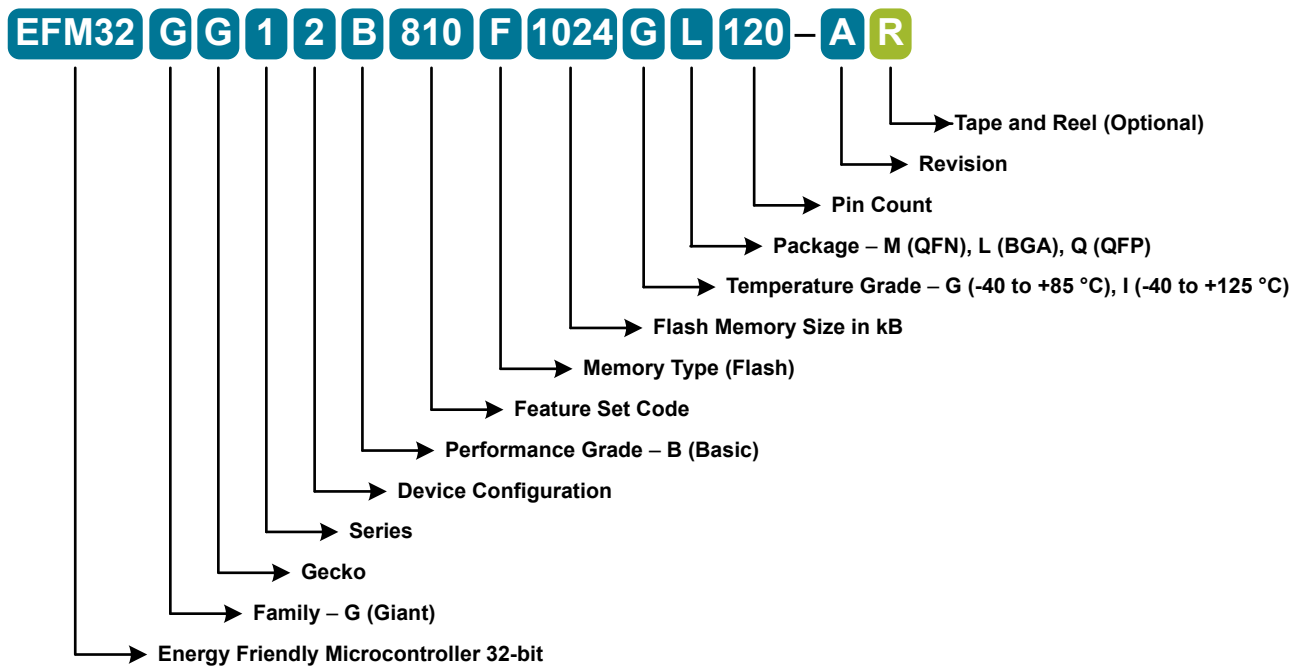 EFM32 G G 1 2 B 810 F 1024 G L 120 – A R
Tape and Reel (Optional)
Revision
Pin Count
Package – M (QFN), L (BGA), Q (QFP)
Temperature Grade – G (-40 to +85 °C), I (-40 to +125 °C)
Flash Memory Size in kB
Memory Type (Flash)
Feature Set Code
Performance Grade – B (Basic)
Device Configuration
Series
Gecko
Family – G (Giant)
Energy Friendly Microcontroller 32-bit